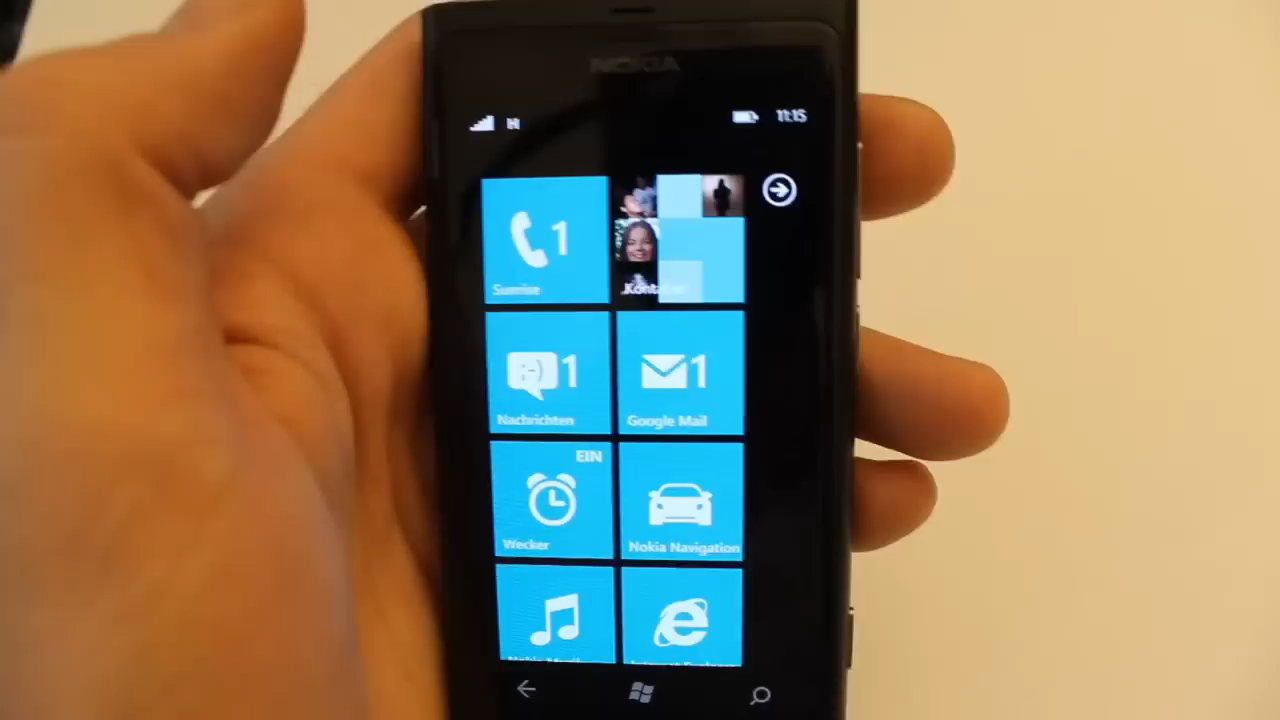 NOKIA
H
11:15
1
Sunrise
:-) 1
1
Nachrichten
Google Mail
EIN
Wecker
Nokia Navigation